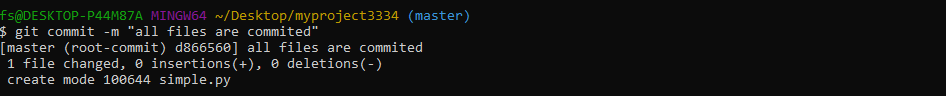 fs@DESKTOP-P44M87A MINGW64 ~/Desktop/myproject3334 (master)
$ git commit -m "all files are commited"
[master (root-commit) d866560] all files are commited
 1 file changed, 0 insertions(+), 0 deletions(-)
 create mode 100644 simple.py